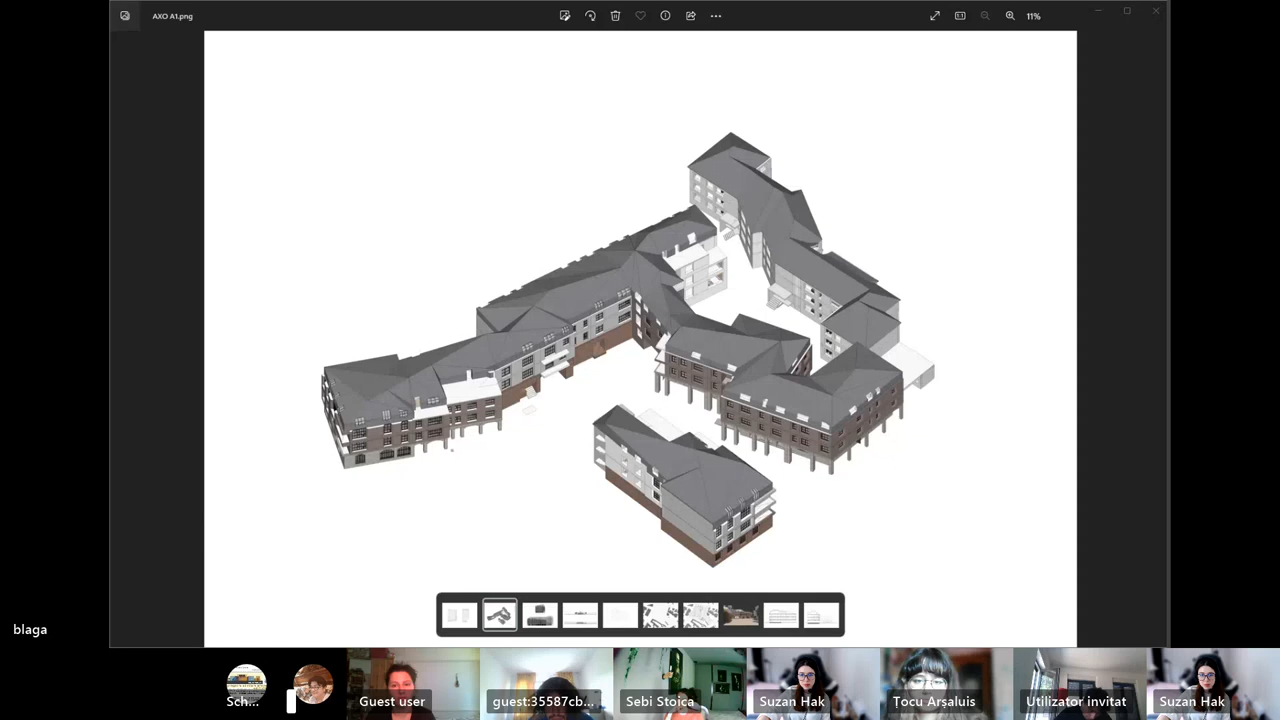 AXO A1.png
11%
blaga
Sch...
Guest user
guest:35587cb...
Sebi Stoica
Suzan Hak
Țocu Arșaluis
Utilizator invitat
Suzan Hak